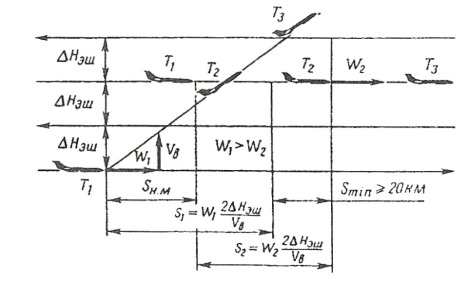 T₃
ΔHэш
T₁ T₂ T₂ W₂ T₃
ΔHэш
ΔHэш W₁ Vв W₁>W₂
T₁ Sн.м Smin ⩾ 20 км
S₁ = W₁ 2ΔHэш/Vв
S₂ = W₂ 2ΔHэш/Vв